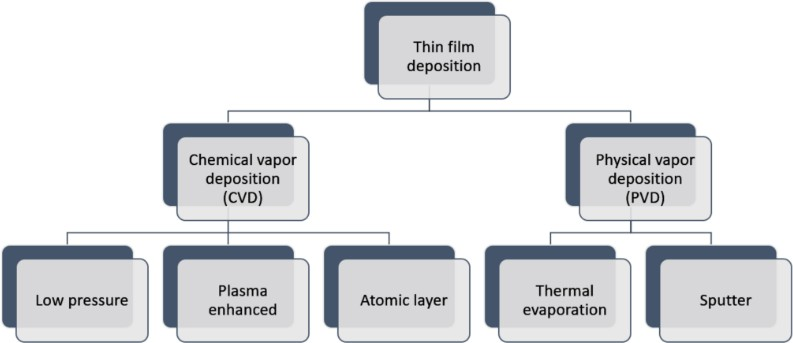 Thin film
deposition
Chemical vapor
deposition
(CVD)
Physical vapor
deposition
(PVD)
Low pressure
Plasma
enhanced
Atomic layer
Thermal
evaporation
Sputter